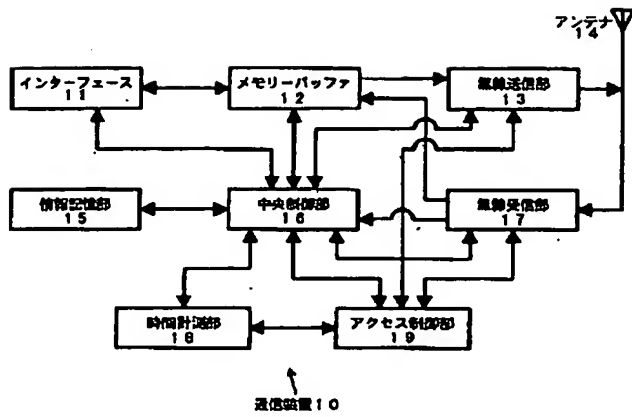 アンテナ
14
インターフェース
11
メモリーバッファ
12
無線送信部
13
情報記憶部
15
中央制御部
16
無線受信部
17
時間計測部
18
アクセス制御部
19
通信装置10